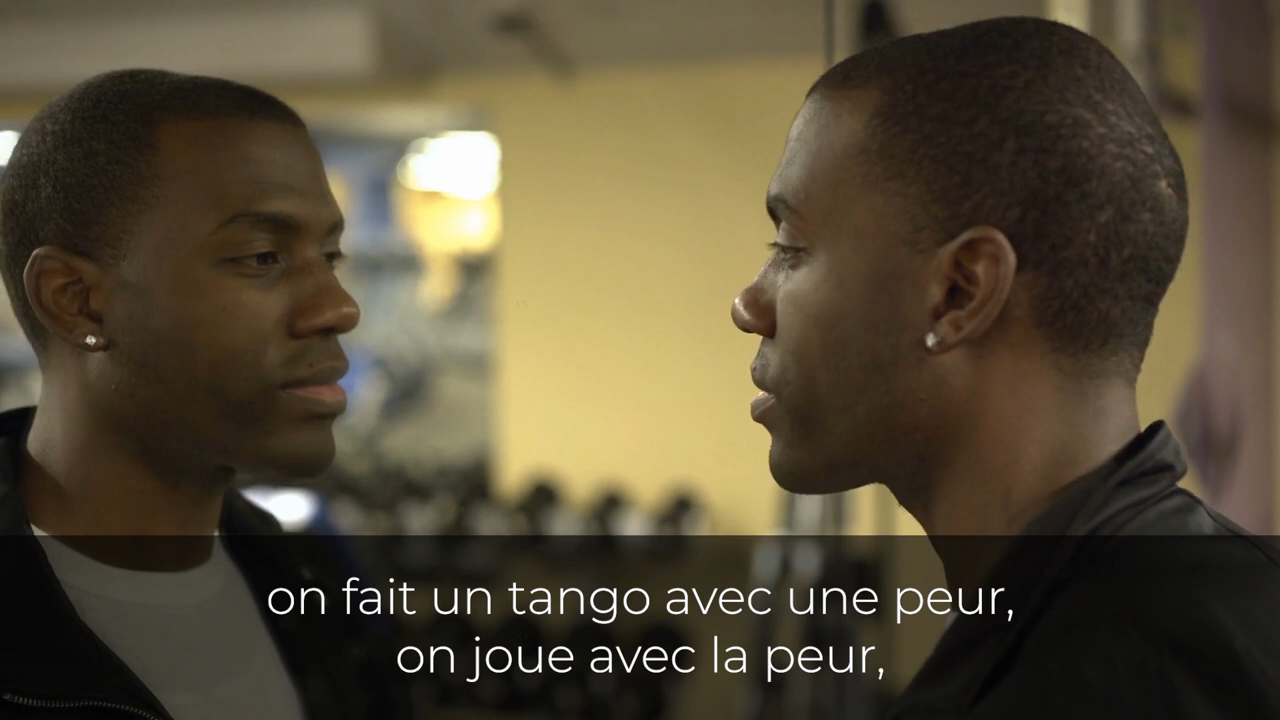 on fait un tango avec une peur,
on joue avec la peur,